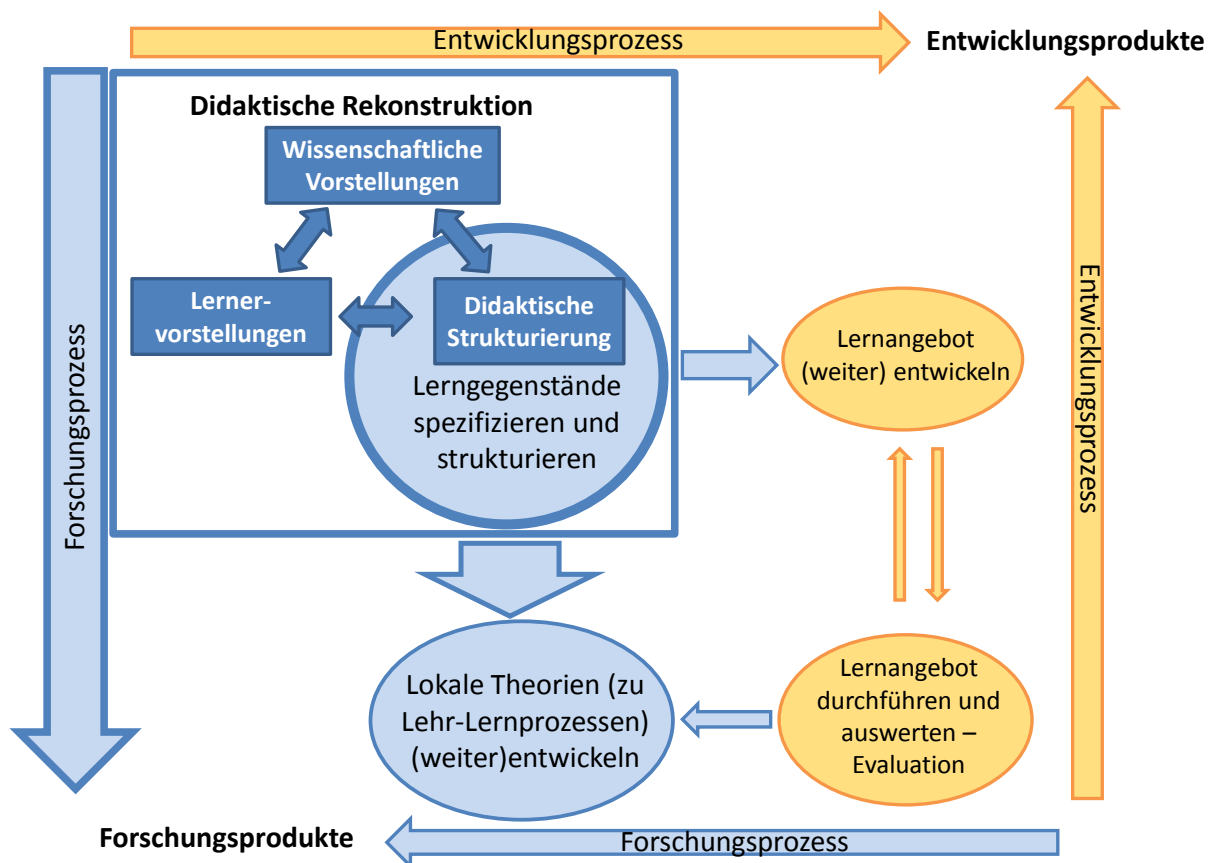 Entwicklungsprozess
Entwicklungsprodukte
Didaktische Rekonstruktion
Wissenschaftliche
Vorstellungen
Lerner-
vorstellungen
Didaktische
Strukturierung
Lerngegenstände
spezifizieren und
strukturieren
Forschungsprozess
Lernangebot
(weiter) entwickeln
Entwicklungsprozess
Lokale Theorien (zu
Lehr-Lernprozessen)
(weiter)entwickeln
Lernangebot
durchführen und
auswerten –
Evaluation
Forschungsprodukte
Forschungsprozess